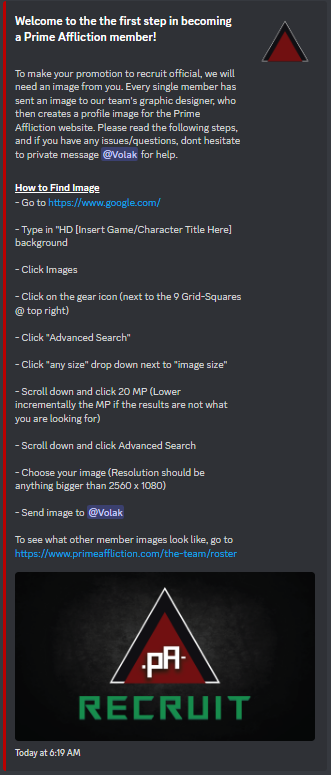 Welcome to the the first step in becoming
a Prime Affliction member!
To make your promotion to recruit official, we will
need an image from you. Every single member has
sent an image to our team's graphic designer, who
then creates a profile image for the Prime
Affliction website. Please read the following steps,
and if you have any issues/questions, dont hesitate
to private message @Volak for help.
How to Find Image
- Go to https://www.google.com/
- Type in "HD [Insert Game/Character Title Here]
background
- Click Images
- Click on the gear icon (next to the 9 Grid-Squares
@ top right)
- Click "Advanced Search"
- Click "any size" drop down next to "image size"
- Scroll down and click 20 MP (Lower
incrementally the MP if the results are not what
you are looking for)
- Scroll down and click Advanced Search
- Choose your image (Resolution should be
anything bigger than 2560 x 1080)
- Send image to @Volak
To see what other member images look like, go to
https://www.primeaffliction.com/the-team/roster
.pA-
RECRUIT
Today at 6:19 AM